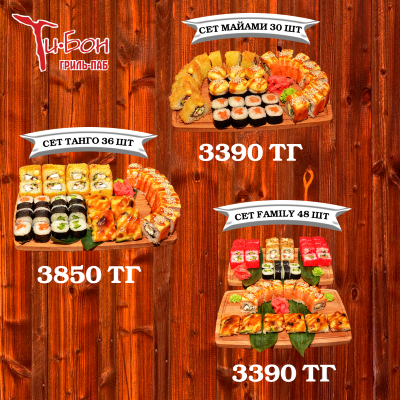 Ти-Бон
ГРИЛЬ-ПАБ
СЕТ МАЙАМИ 30 ШТ
3390 ТГ
СЕТ ТАНГО 36 ШТ
3850 ТГ
СЕТ FAMILY 48 ШТ
3390 ТГ